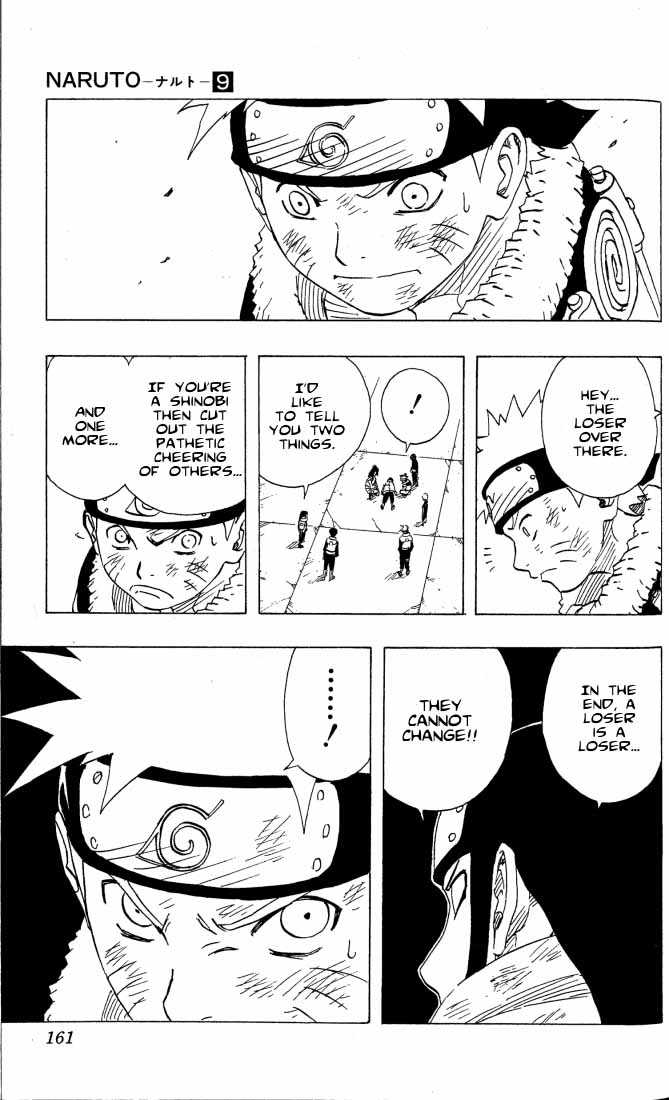 NARUTO－ナルト－9
HEY...
THE
LOSER
OVER
THERE.
!
I'D
LIKE
TO TELL
YOU TWO
THINGS.
IF YOU'RE
A SHINOBI
THEN CUT
OUT THE
PATHETIC
CHEERING
OF OTHERS...
AND
ONE
MORE...
IN THE
END, A
LOSER
IS A
LOSER...
THEY
CANNOT
CHANGE!!
......!
161